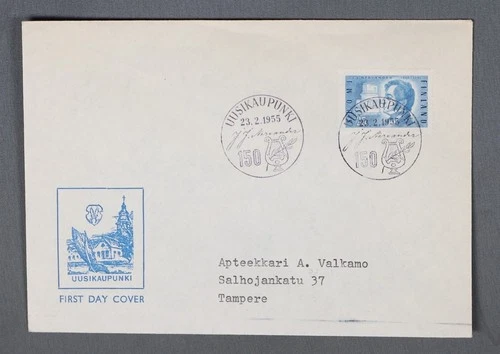 UUSIKAUPUNKI
23.2.1955
150
SUOMI
FINLAND
UUSIKAUPUNKI
23.2.1955
150
UUSIKAUPUNKI
FIRST DAY COVER
Apteekkari A. Valkamo
Salhojankatu 37
Tampere